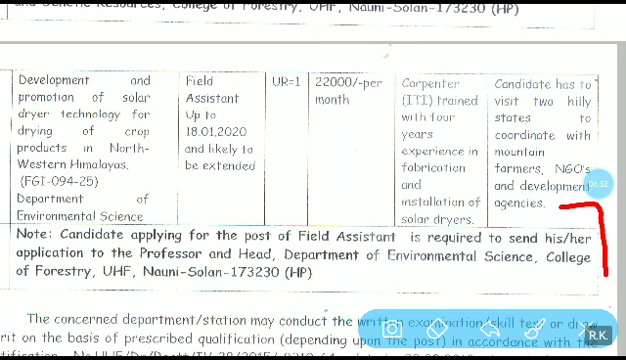 and Genetic Resources, College of Forestry, UHF, Nauni-Solan-173230 (HP)
Development and
promotion of solar
dryer technology for
drying of crop
products in North-
Western Himalayas.
(FGI-094-25)
Department of
Environmental Science
Field
Assistant
Up to
18.01.2020
and likely to
be extended
UR=1
22000/-per
month
Carpenter
(ITI) trained
with four
years
experience in
fabrication
and
installation of
solar dryers.
Candidate has to
visit two hilly
states to
coordinate with
mountain
farmers, NGO's
and development
agencies.
Note: Candidate applying for the post of Field Assistant is required to send his/her
application to the Professor and Head, Department of Environmental Science, College
of Forestry, UHF, Nauni-Solan-173230 (HP)
The concerned department/station may conduct the written examination/skill test or
rit on the basis of prescribed qualification (depending upon the post) in accordance with the
R.K.